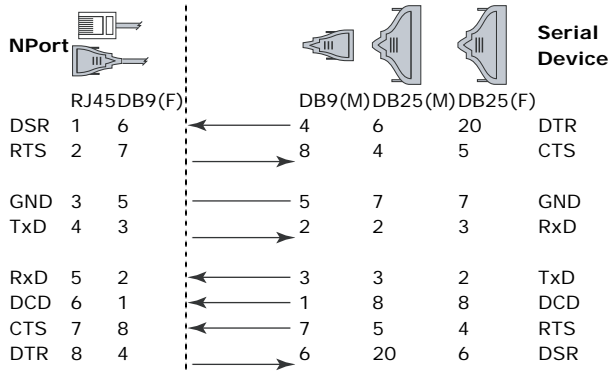 NPort
Serial
Device
RJ45 DB9(F) DB9(M) DB25(M) DB25(F)
DSR 1 6 4 6 20 DTR
RTS 2 7 8 4 5 CTS
GND 3 5 5 7 7 GND
TxD 4 3 2 2 3 RxD
RxD 5 2 3 3 2 TxD
DCD 6 1 1 8 8 DCD
CTS 7 8 7 5 4 RTS
DTR 8 4 6 20 6 DSR